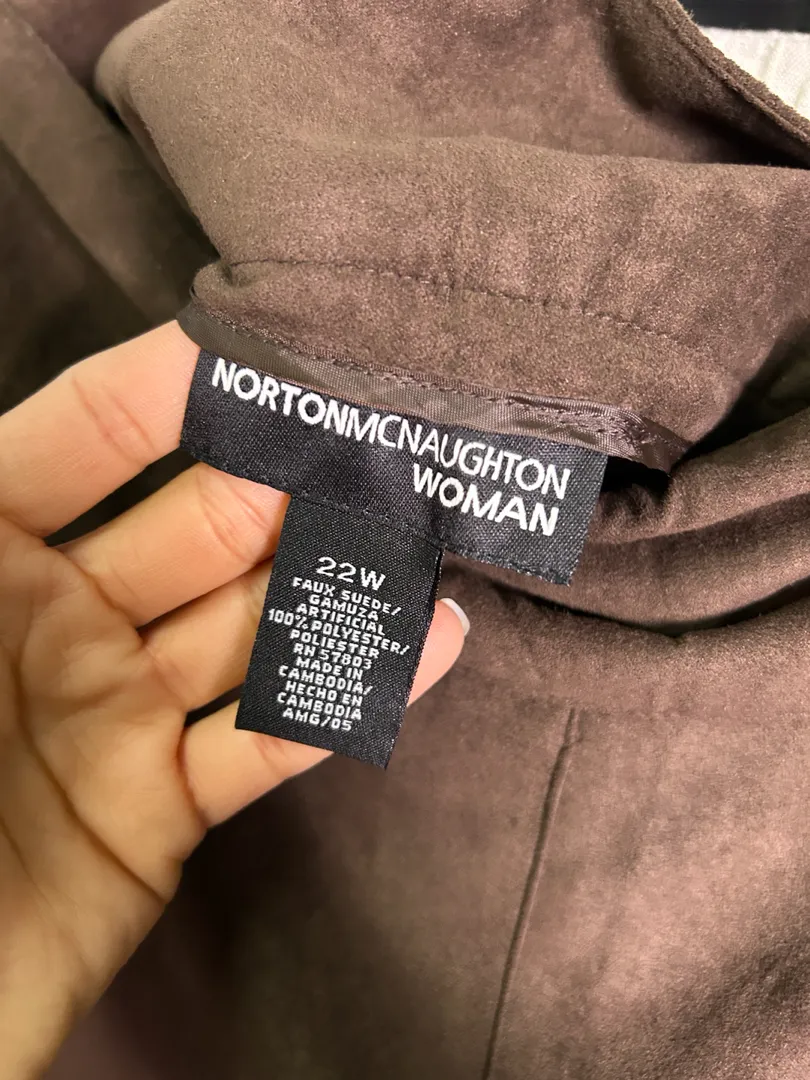 NORTONMCNAUGHTON
WOMAN
22W
FAUX SUEDE/
GAMUZA
ARTIFICIAL
100% POLYESTER/
POLIESTER
RN 57803
MADE IN
CAMBODIA/
HECHO EN
CAMBODIA
AMG/05